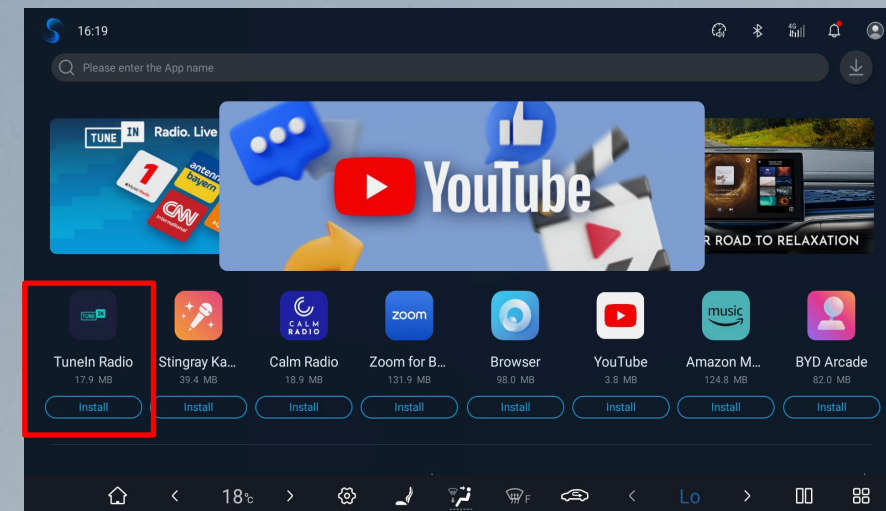 16:19
4G
Please enter the App name
TUNE IN Radio. Live
1
antenne bayern
CNN
International
YouTube
R ROAD TO RELAXATION
TUNE IN
CALM RADIO
zoom
music
TuneIn Radio Stingray Ka... Calm Radio Zoom for B... Browser YouTube Amazon M... BYD Arcade
17.9 MB 39.4 MB 18.9 MB 131.9 MB 98.0 MB 3.8 MB 124.8 MB 82.0 MB
Install Install Install Install Install Install Install Install
18°c F Lo